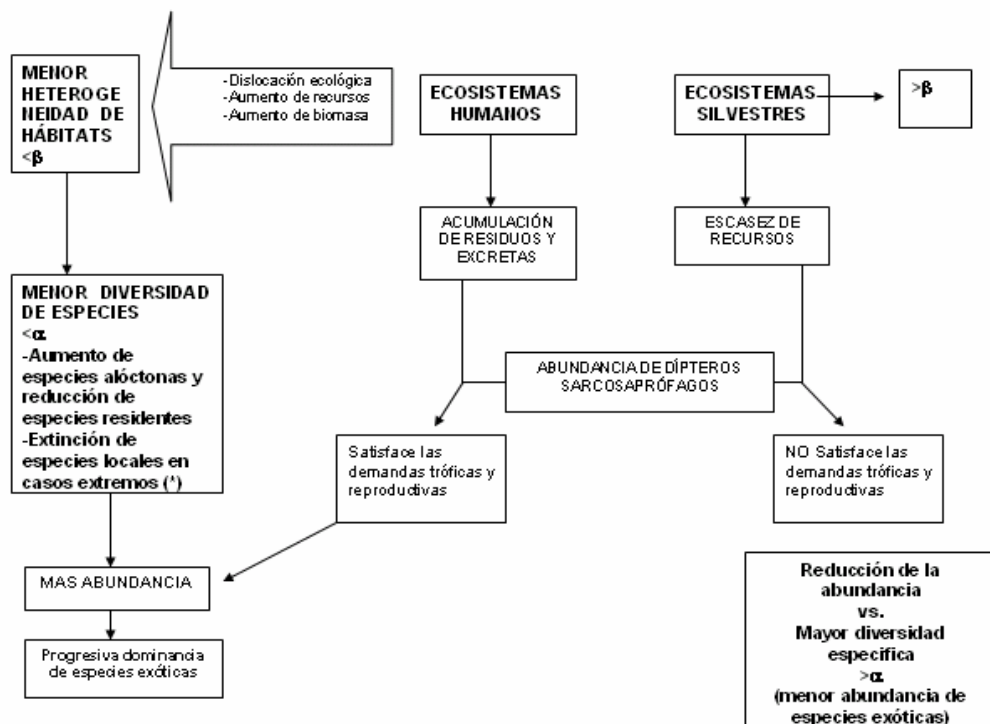 MENOR
HETEROGE
NEIDAD DE
HÁBITATS
<β
-Dislocación ecológica
-Aumento de recursos
-Aumento de biomasa
ECOSISTEMAS
HUMANOS
ECOSISTEMAS
SILVESTRES
>β
ACUMULACIÓN
DE RESIDUOS Y
EXCRETAS
ESCASEZ DE
RECURSOS
MENOR DIVERSIDAD
DE ESPECIES
<α
-Aumento de
especies alóctonas y
reducción de
especies residentes
-Extinción de
especies locales en
casos extremos (*)
ABUNDANCIA DE DÍPTEROS
SARCOSAPRÓFAGOS
Satisface las
demandas tróficas y
reproductivas
NO Satisface las
demandas tróficas y
reproductivas
MAS ABUNDANCIA
Progresiva dominancia
de especies exóticas
Reducción de la
abundancia
vs.
Mayor diversidad
especifica
>α
(menor abundancia de
especies exóticas)